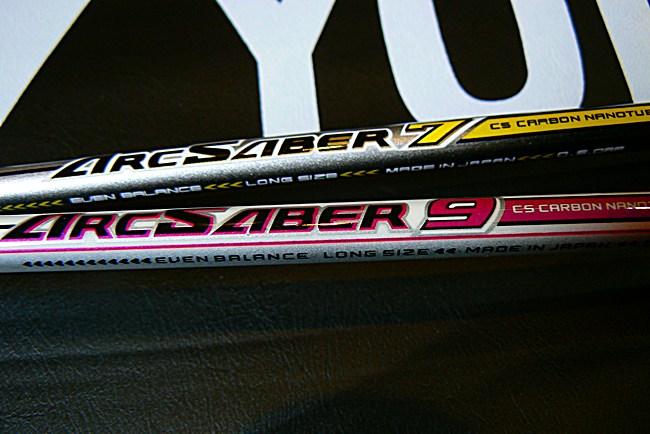 YO
ARCSABER 7 CS CARBON NANOTUB
EVEN BALANCE <<< LONG SIZE <<< MADE IN JAPAN <<<
ARCSABER 9 CS CARBON NANO
<<<<<<<<<<<< EVEN BALANCE LONG SIZE << MADE IN JAPAN <<